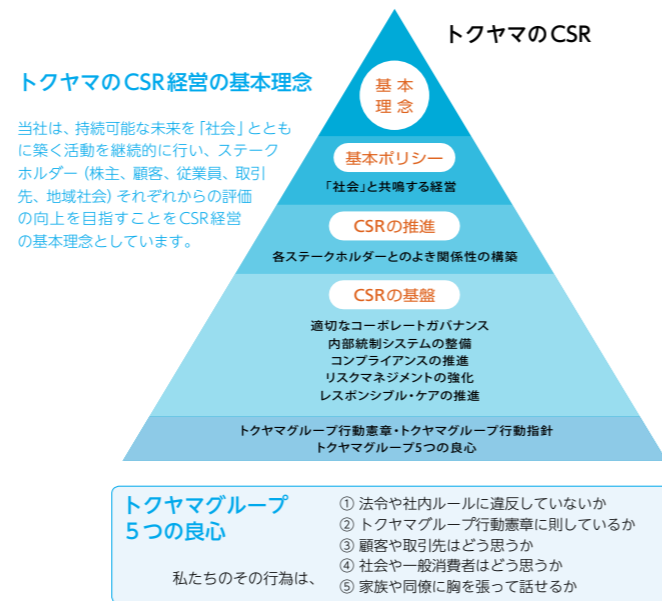 トクヤマのCSR
トクヤマのCSR経営の基本理念
当社は、持続可能な未来を「社会」ととも
に築く活動を継続的に行い、ステーク
ホルダー（株主、顧客、従業員、取引
先、地域社会）それぞれからの評価
の向上を目指すことをCSR経営
の基本理念としています。
基本
理念
基本ポリシー
「社会」と共鳴する経営
CSRの推進
各ステークホルダーとのよき関係性の構築
CSRの基盤
適切なコーポレートガバナンス
内部統制システムの整備
コンプライアンスの推進
リスクマネジメントの強化
レスポンシブル・ケアの推進
トクヤマグループ行動憲章・トクヤマグループ行動指針
トクヤマグループ5つの良心
トクヤマグループ
5つの良心
私たちのその行為は、
① 法令や社内ルールに違反していないか
② トクヤマグループ行動憲章に則しているか
③ 顧客や取引先はどう思うか
④ 社会や一般消費者はどう思うか
⑤ 家族や同僚に胸を張って話せるか